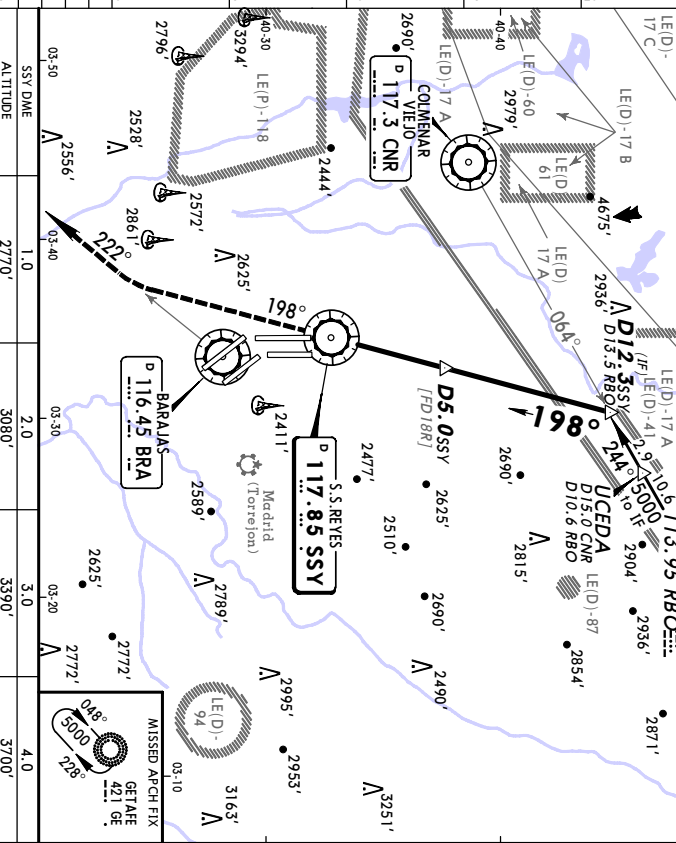 LE(D)-
17 C
LE(D)-17 B
LE(D)-60
40-40
LE(D)-17 A
2690'
40-30
3294'
2796'
03-50
LE(P)-118
COLMENAR
VIEJO
D
117.3 CNR
2979'
LE(D)
61
4675'
LE(D)
17 A
2444'
2528'
2556'
2572'
2861'
2625'
03-40
222°
198°
064°
2936'
D12.3SSY
(IF)
D13.5 RBO
LE(D)-41
LE(D)-17 A
113.95 RBO
10.6
2.9
244°
5000
to IF
198°
D5.0SSY
[FD18R]
UCEDA
D15.0 CNR
D10.6 RBO
BARAJAS
D
116.45 BRA
03-30
2411'
S.S.REYES
D
117.85 SSY
Madrid
(Torrejon)
2477'
2690'
2625'
2510'
2815'
2904'
2936'
LE(D)-87
2589'
2789'
2690'
2854'
2625'
2772'
2772'
03-20
2490'
2871'
2995'
2953'
LE(D)-
94
3163'
3251'
03-10
MISSED APCH FIX
048°
5000
228°
GETAFE
421 GE
SSY DME 1.0 2.0 3.0 4.0
ALTITUDE 2770' 3080' 3390' 3700'